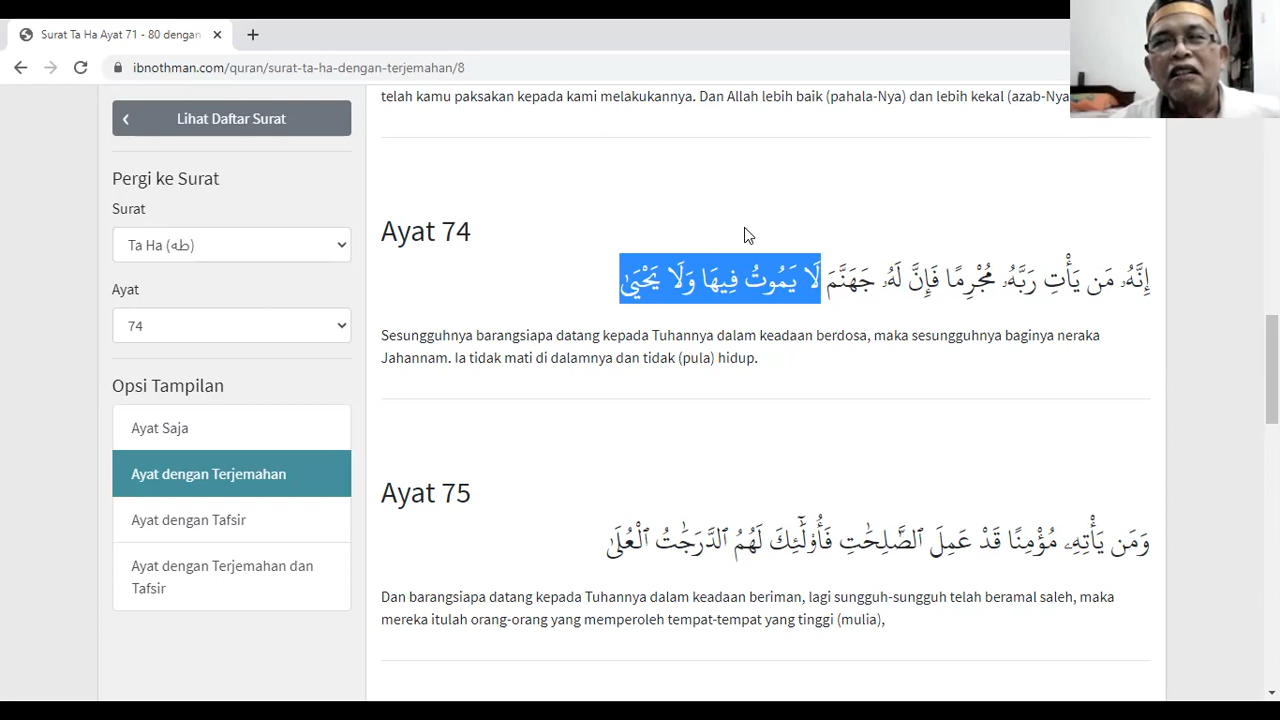 Surat Ta Ha Ayat 71 - 80 dengan
ibnothman.com/quran/surat-ta-ha-dengan-terjemahan/8
Lihat Daftar Surat
Pergi ke Surat
Surat
Ta Ha (طه)
Ayat
74
Opsi Tampilan
Ayat Saja
Ayat dengan Terjemahan
Ayat dengan Tafsir
Ayat dengan Terjemahan dan
Tafsir
telah kamu paksakan kepada kami melakukannya. Dan Allah lebih baik (pahala-Nya) dan lebih kekal (azab-Nya
Ayat 74
إِنَّهُۥ مَن يَأْتِ رَبَّهُۥ مُجْرِمًا فَإِنَّ لَهُۥ جَهَنَّمَ لَا يَمُوتُ فِيهَا وَلَا يَحْيَىٰ
Sesungguhnya barangsiapa datang kepada Tuhannya dalam keadaan berdosa, maka sesungguhnya baginya neraka
Jahannam. Ia tidak mati di dalamnya dan tidak (pula) hidup.
Ayat 75
وَمَن يَأْتِهِۦ مُؤْمِنًا قَدْ عَمِلَ ٱلصَّٰلِحَٰتِ فَأُو۟لَٰٓئِكَ لَهُمُ ٱلدَّرَجَٰتُ ٱلْعُلَىٰ
Dan barangsiapa datang kepada Tuhannya dalam keadaan beriman, lagi sungguh-sungguh telah beramal saleh, maka
mereka itulah orang-orang yang memperoleh tempat-tempat yang tinggi (mulia),